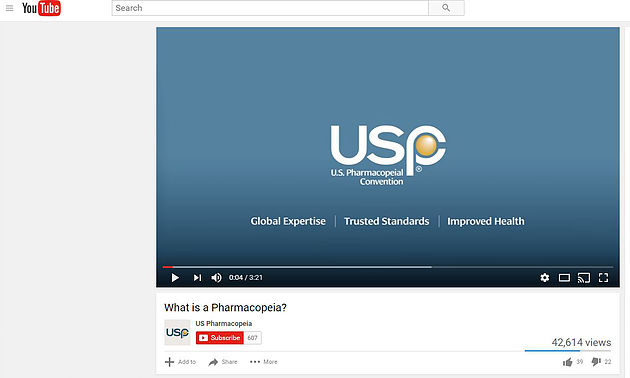 YouTube
Search
USP
®
U.S. Pharmacopeial
Convention
Global Expertise | Trusted Standards | Improved Health
0:04 / 3:21
What is a Pharmacopeia?
USP
US Pharmacopeia
Subscribe 607
42,614 views
Add to Share More
39 22